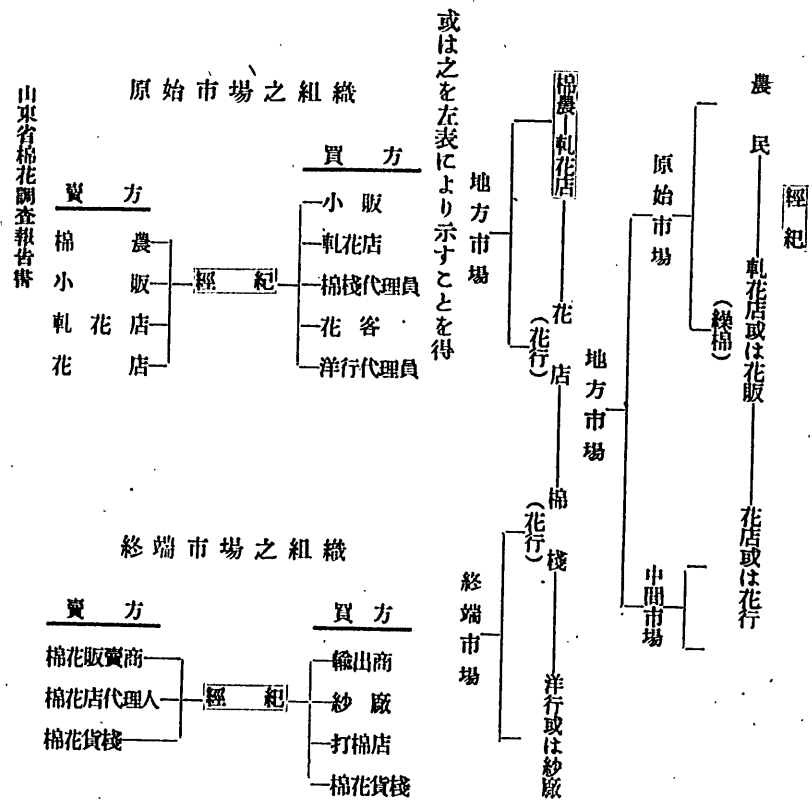 經紀
農民 軋花店或は花販 花店或は花行
原始市場
(繰棉)
中間市場
地方市場
棉農 軋花店 花店 棉棧 洋行或は紗廠
(花行)
(花行)
地方市場
終端市場
或は之を左表により示すことを得
原始市場之組織
買方
小販
軋花店
棉棧代理員
花客
洋行代理員
經紀
賣方
棉農
小販
軋花店
花店
終端市場之組織
買方
輸出商
紗廠
打棉店
棉花貨棧
經紀
賣方
棉花販賣商
棉花店代理人
棉花貨棧
山東省棉花調査報告書